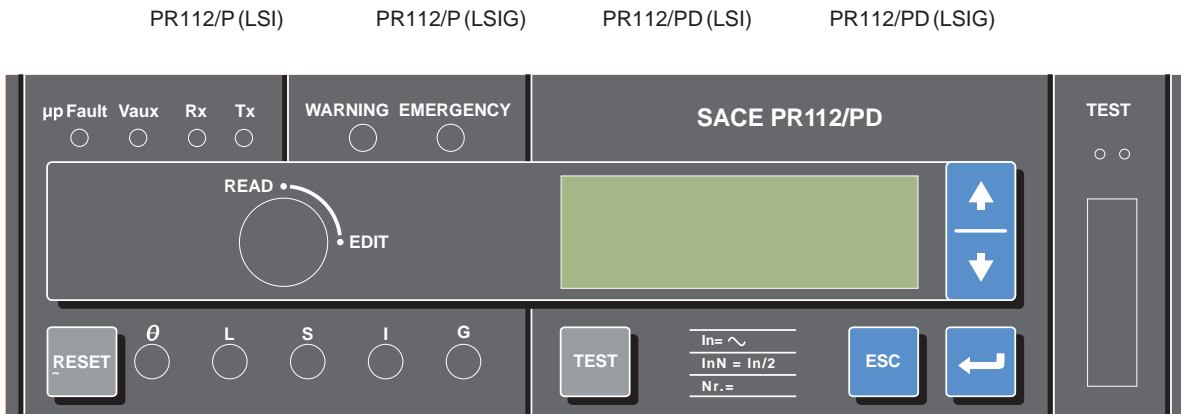 PR112/P (LSI) PR112/P (LSIG) PR112/PD (LSI) PR112/PD (LSIG)
µp Fault Vaux Rx Tx WARNING EMERGENCY SACE PR112/PD TEST
READ
EDIT
θ L S I G
RESET
~
TEST
In= ∿
InN = In/2
Nr.=
ESC